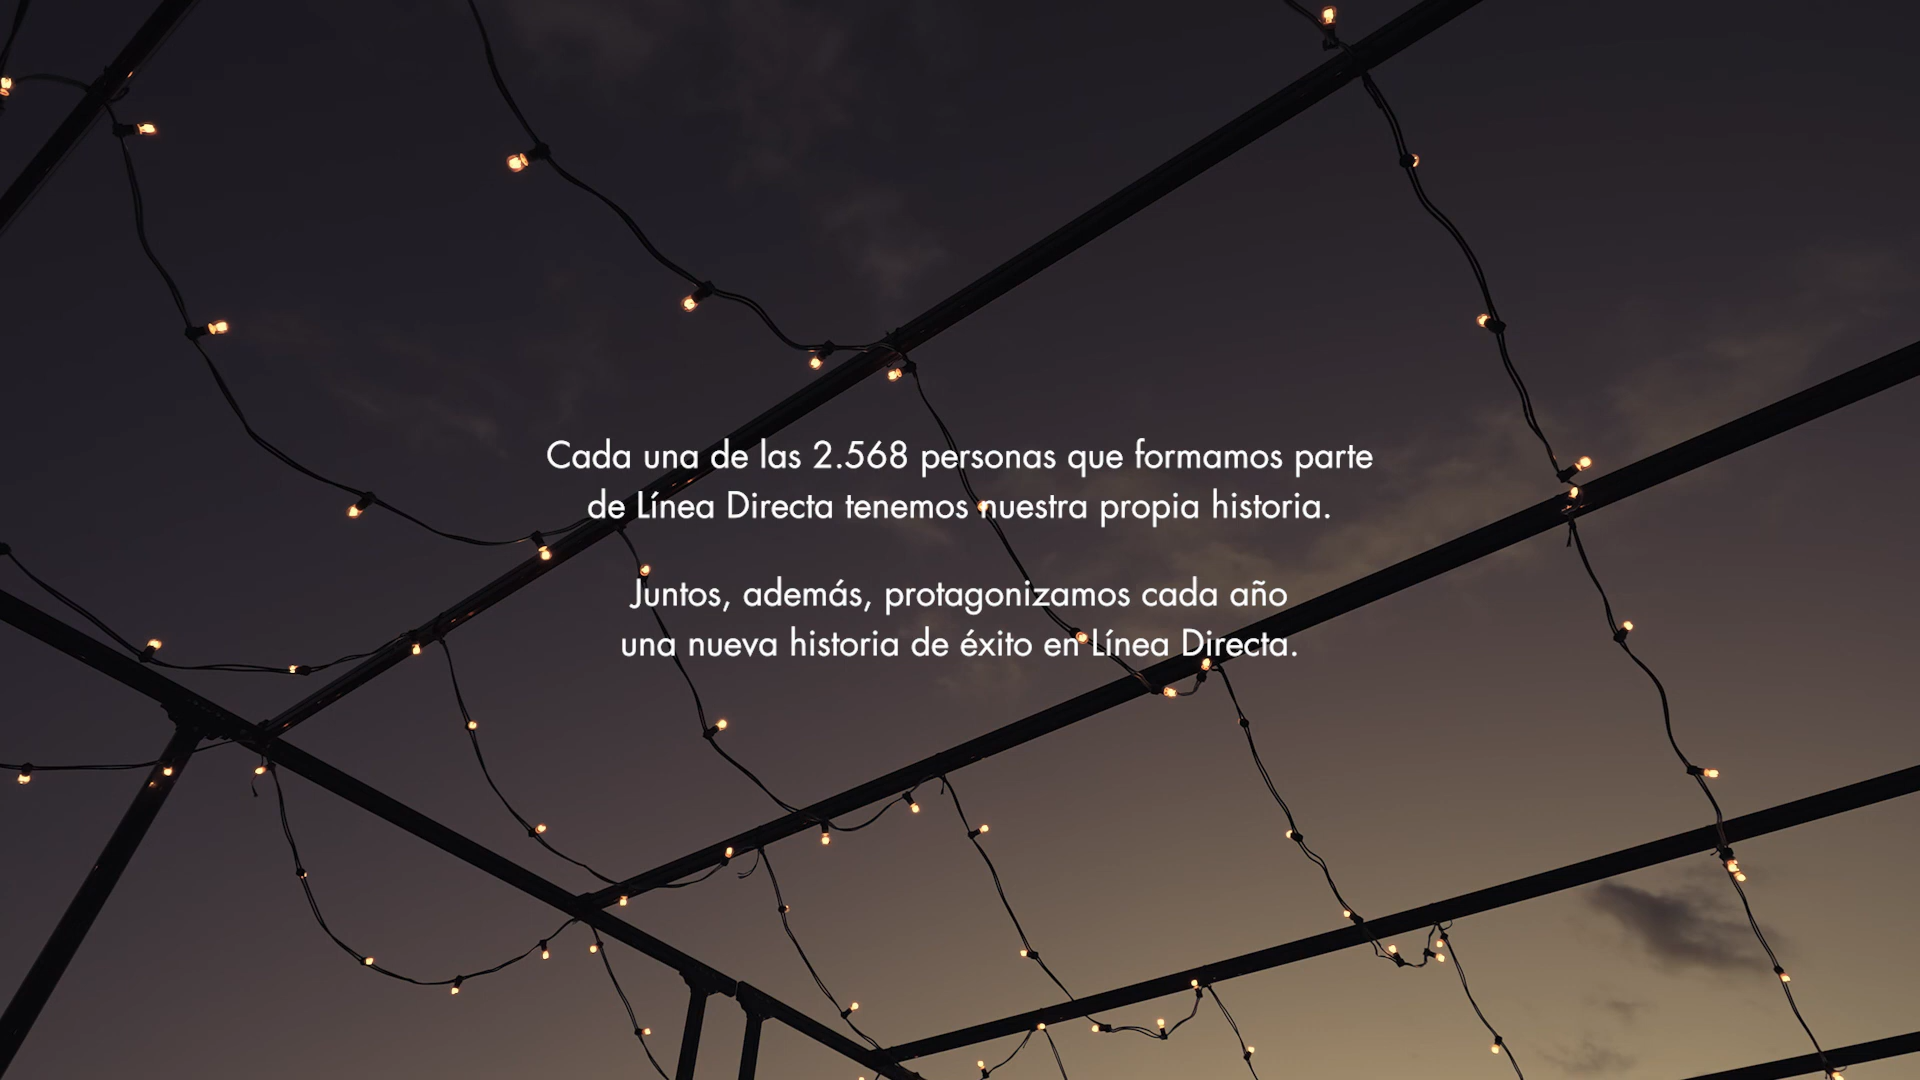 Cada una de las 2.568 personas que formamos parte
de Línea Directa tenemos nuestra propia historia.
Juntos, además, protagonizamos cada año
una nueva historia de éxito en Línea Directa.